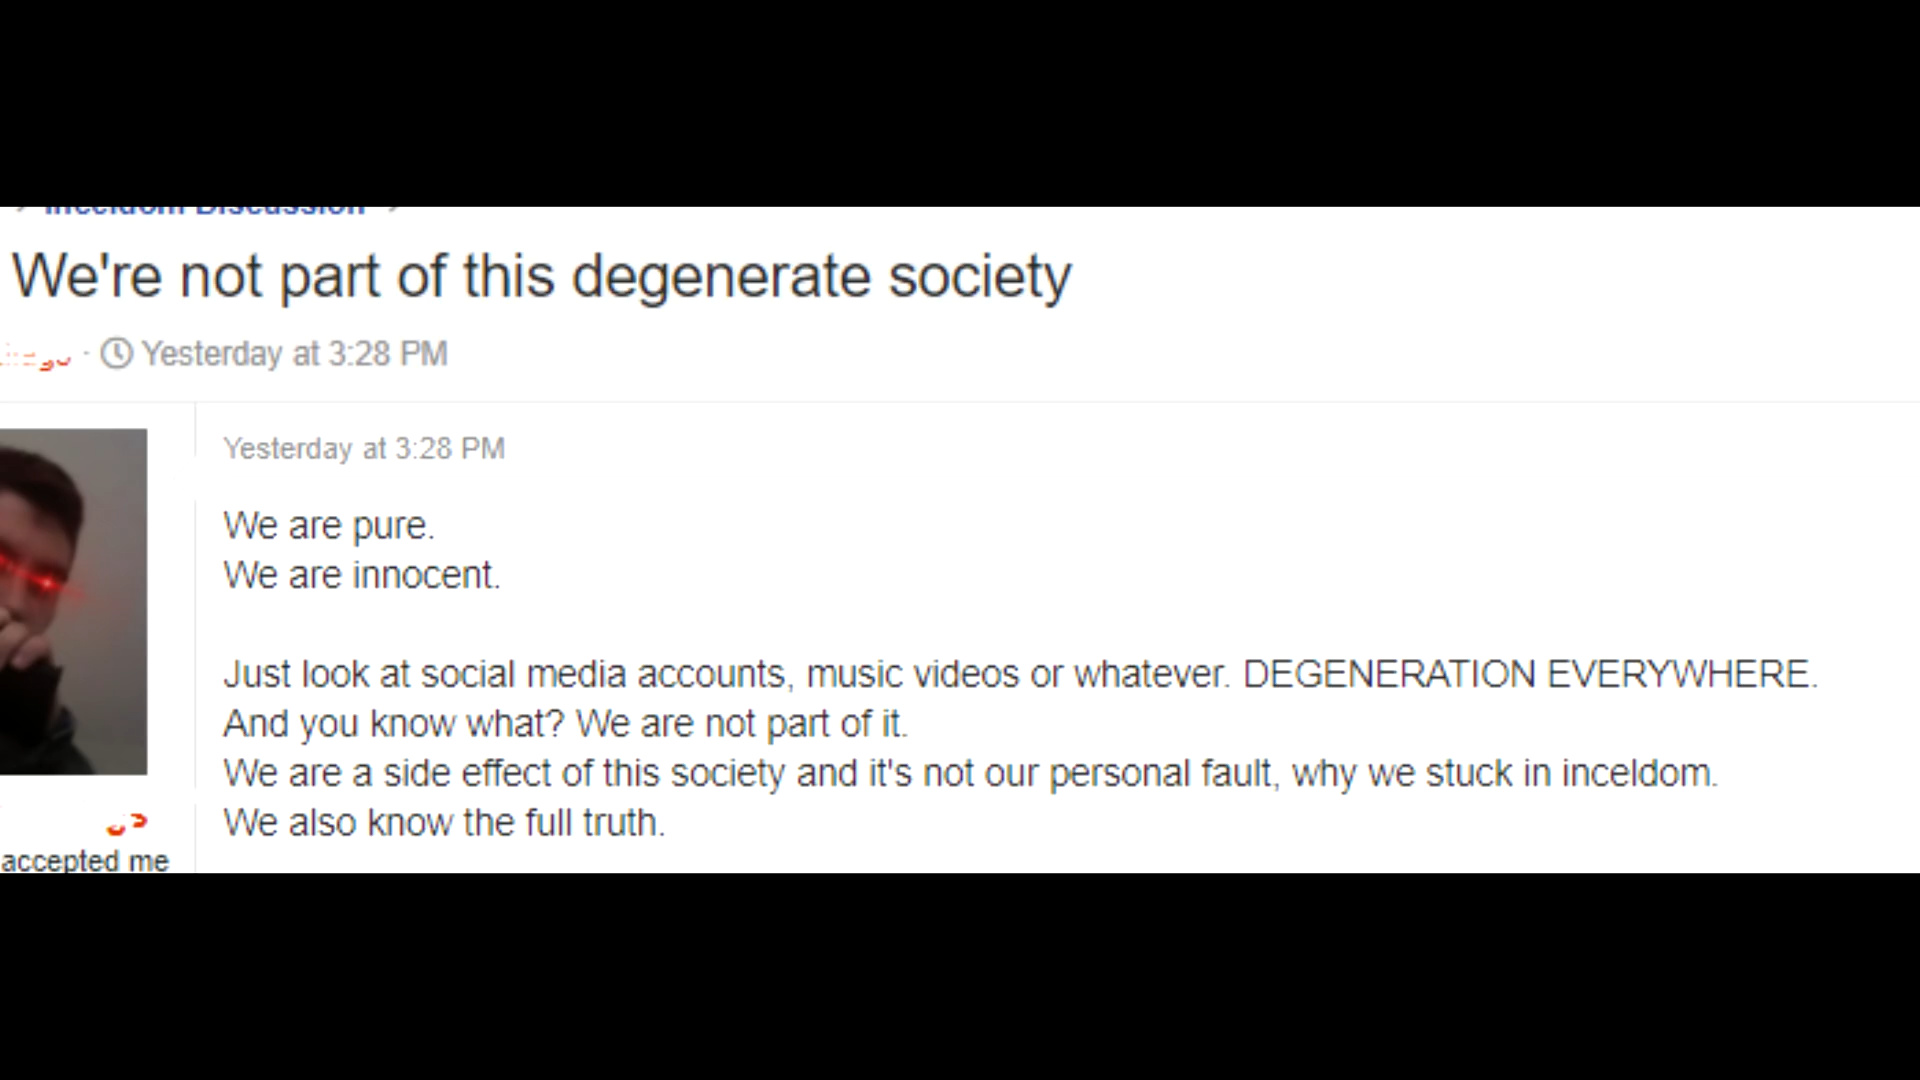 Inceldom Discussion
We're not part of this degenerate society
Yesterday at 3:28 PM
Yesterday at 3:28 PM
We are pure.
We are innocent.
Just look at social media accounts, music videos or whatever. DEGENERATION EVERYWHERE.
And you know what? We are not part of it.
We are a side effect of this society and it's not our personal fault, why we stuck in inceldom.
We also know the full truth.
accepted me